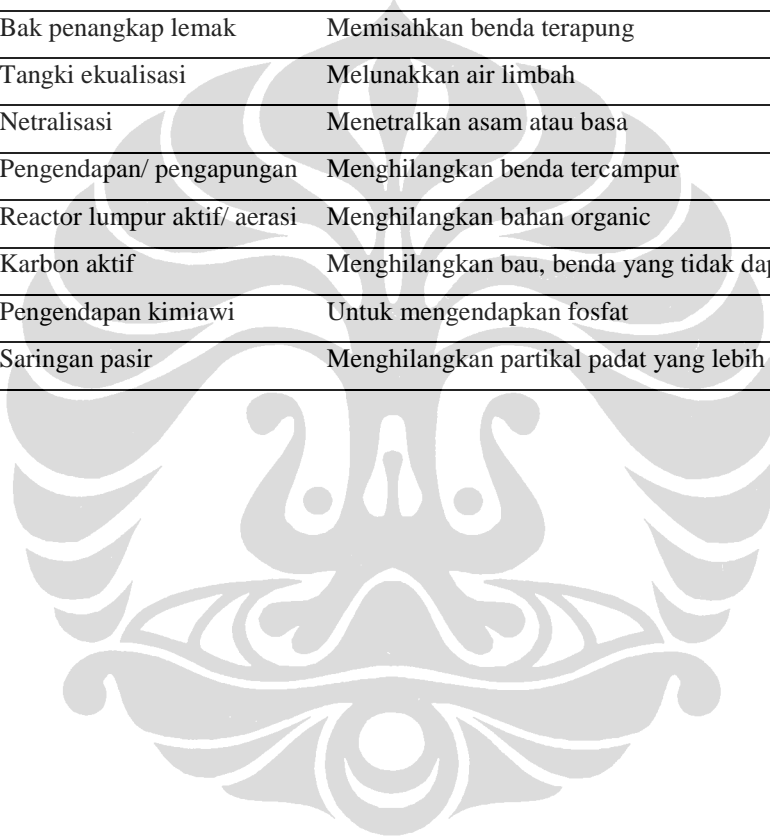 Bak penangkap lemak Memisahkan benda terapung
Tangki ekualisasi Melunakkan air limbah
Netralisasi Menetralkan asam atau basa
Pengendapan/ pengapungan Menghilangkan benda tercampur
Reactor lumpur aktif/ aerasi Menghilangkan bahan organic
Karbon aktif Menghilangkan bau, benda yang tidak
Pengendapan kimiawi Untuk mengendapkan fosfat
Saringan pasir Menghilangkan partikal padat yang lebih